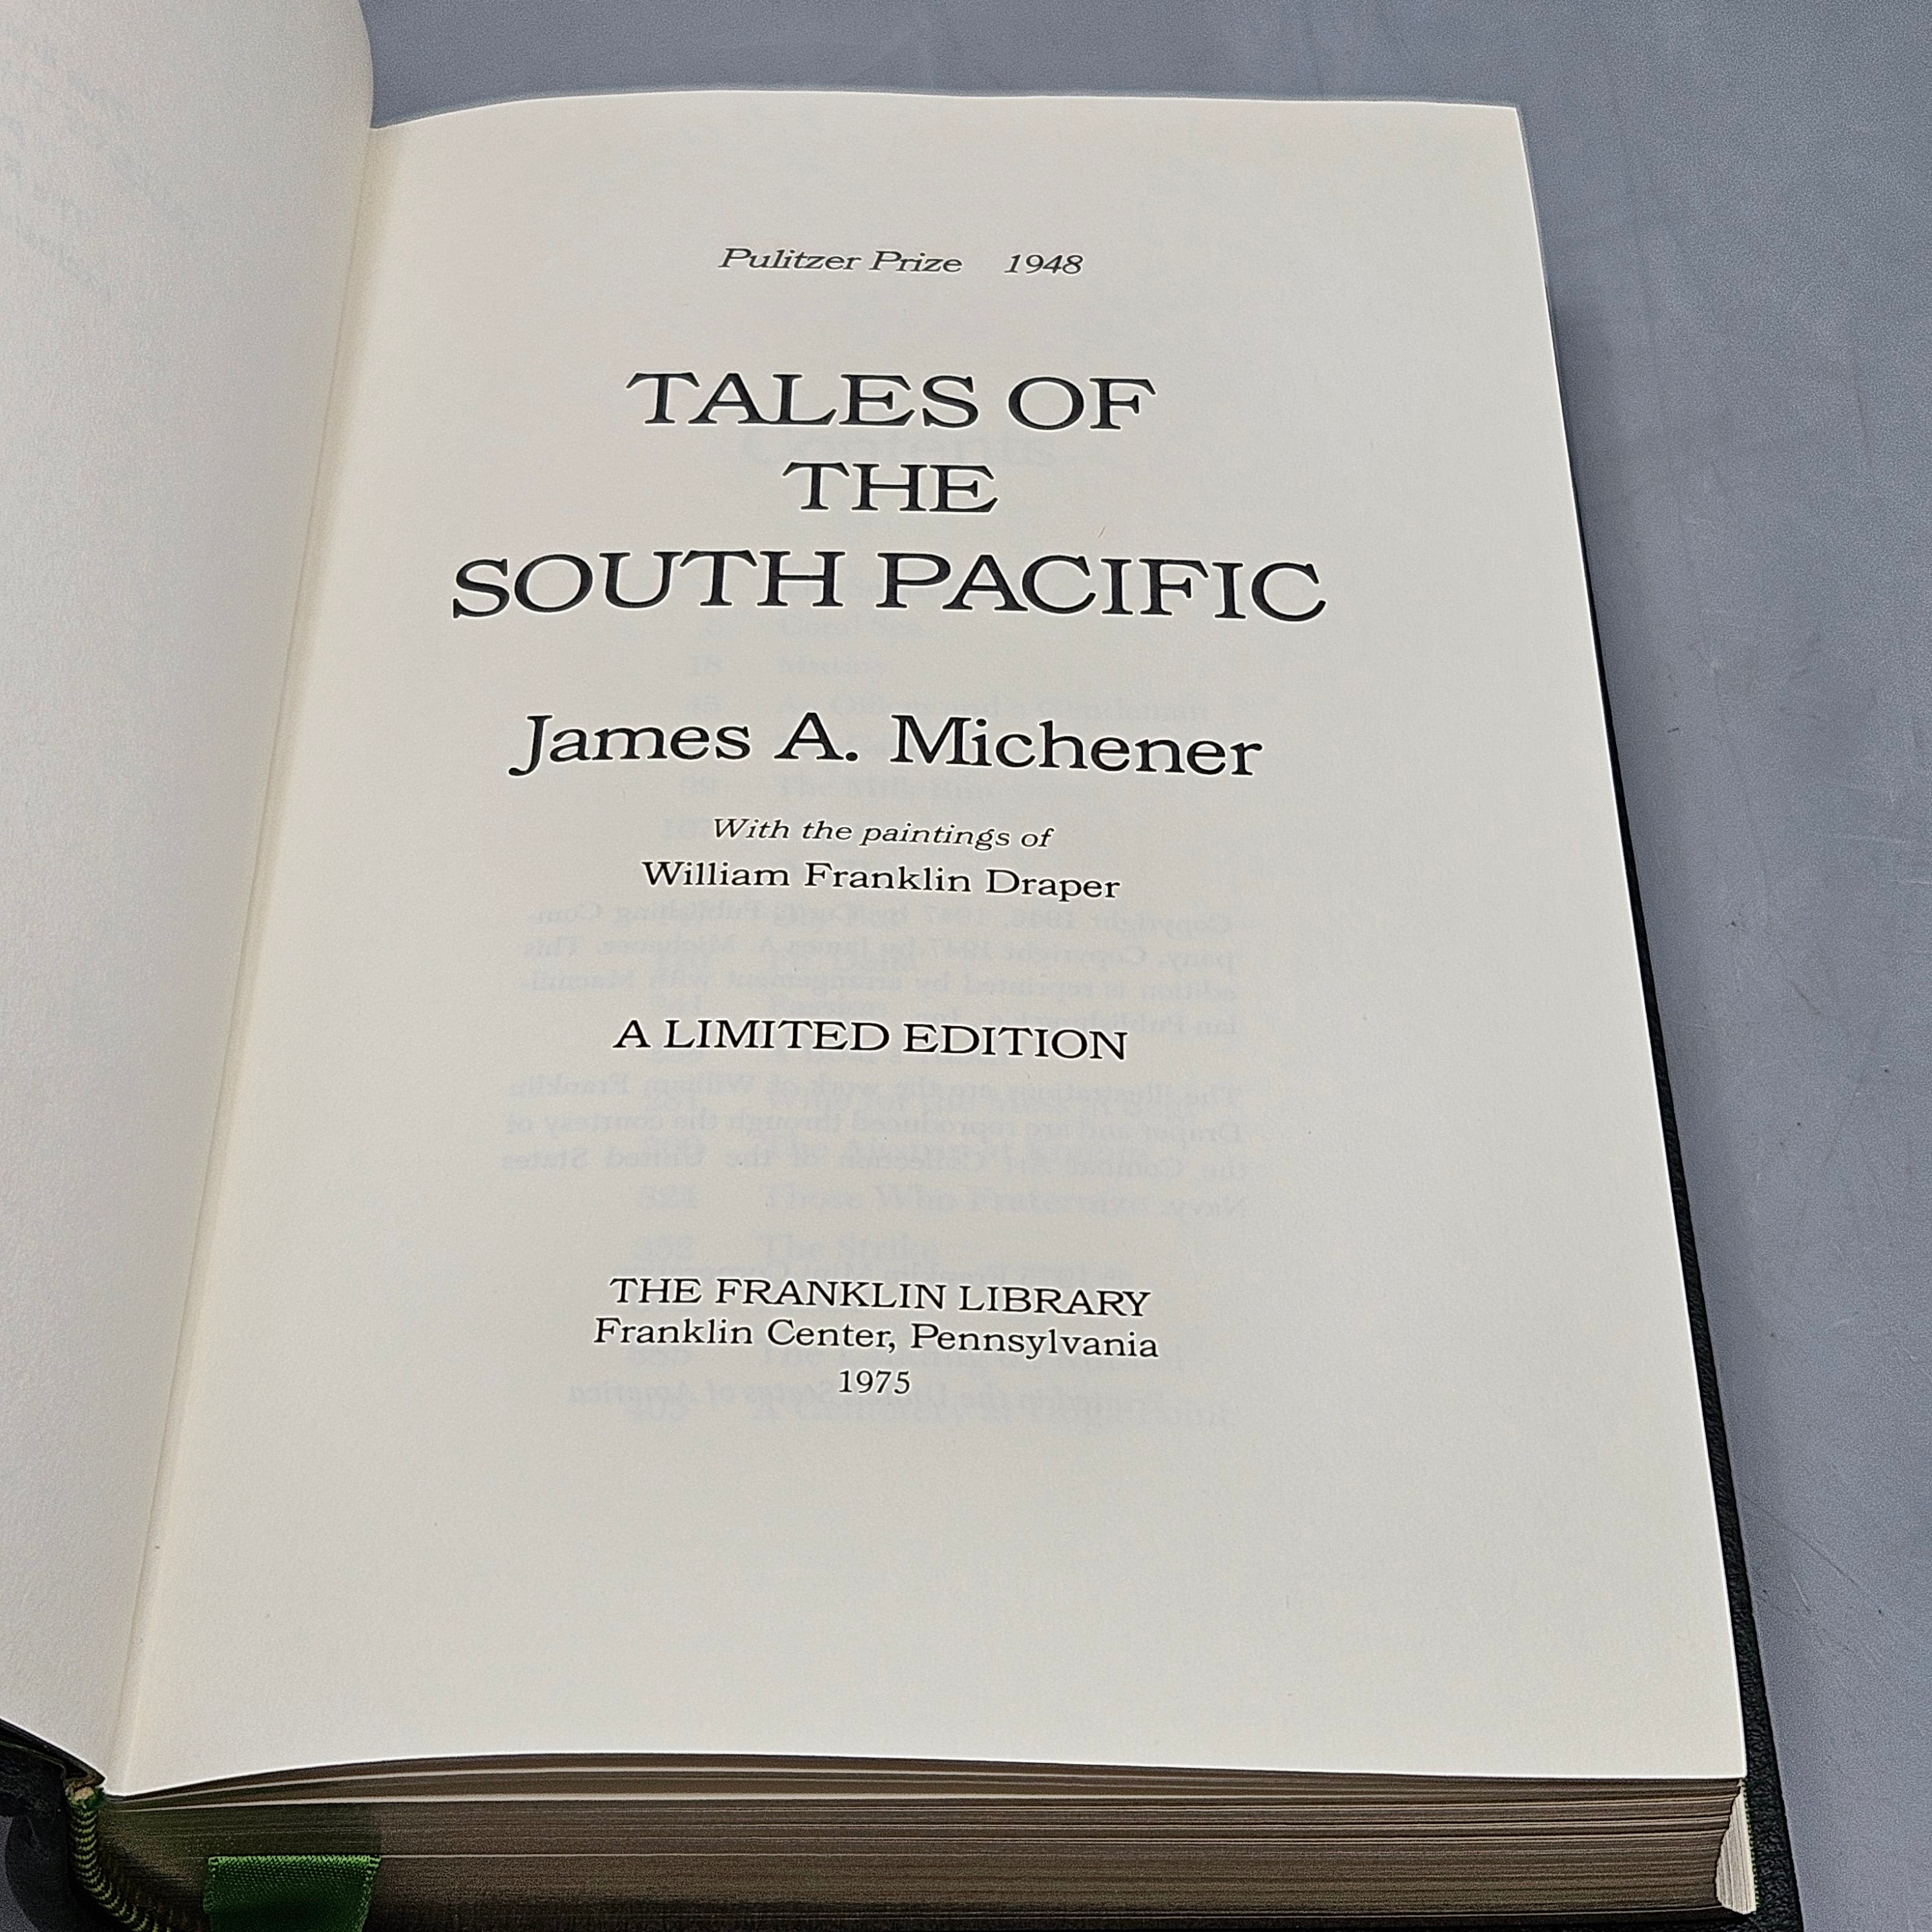 Pulitzer Prize 1948
TALES OF
THE
SOUTH PACIFIC
James A. Michener
With the paintings of
William Franklin Draper
A LIMITED EDITION
THE FRANKLIN LIBRARY
Franklin Center, Pennsylvania
1975